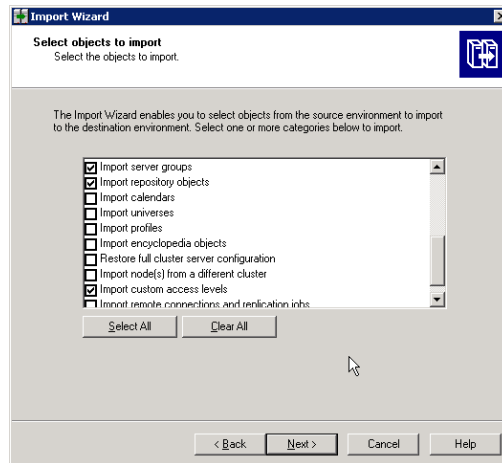 Import Wizard
Select objects to import
Select the objects to import.
The Import Wizard enables you to select objects from the source environment to import
to the destination environment. Select one or more categories below to import.
Import server groups
Import repository objects
Import calendars
Import universes
Import profiles
Import encyclopedia objects
Restore full cluster server configuration
Import node(s) from a different cluster
Import custom access levels
Import remote connections and replication jobs
Select All
Clear All
< Back
Next >
Cancel
Help